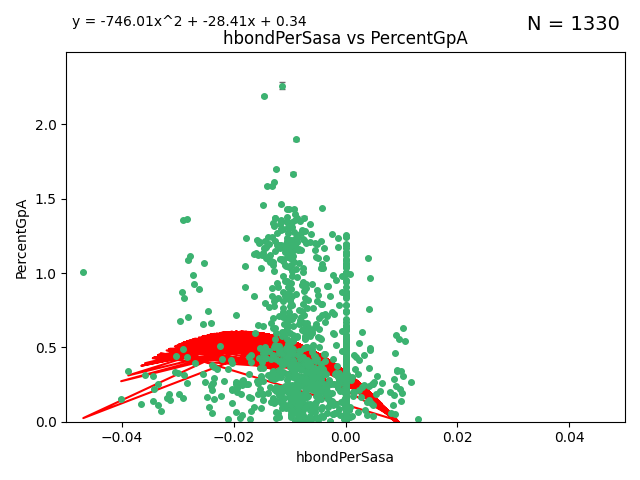 y = -746.01x^2 + -28.41x + 0.34
N = 1330
hbondPerSasa vs PercentGpA
PercentGpA
2.0
1.5
1.0
0.5
0.0
−0.04
−0.02
0.00
0.02
0.04
hbondPerSasa